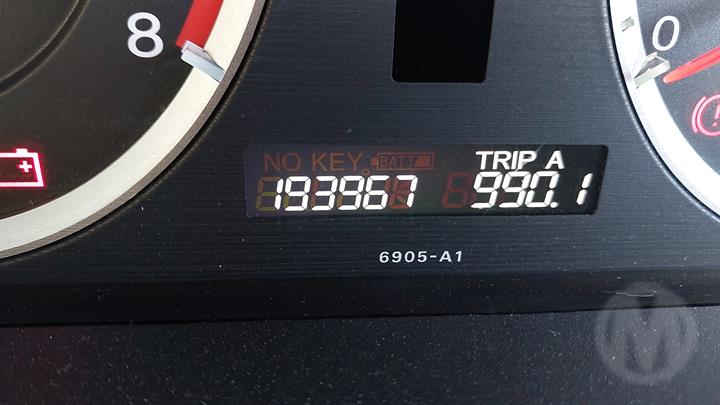 8
0
NO KEY BATT TRIP A
193967 990.1
6905-A1
M